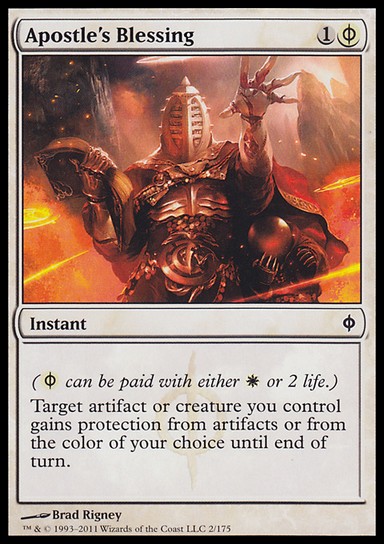 Apostle's Blessing 1
Instant
( can be paid with either or 2 life.)
Target artifact or creature you control
gains protection from artifacts or from
the color of your choice until end of
turn.
Brad Rigney
™ & © 1993–2011 Wizards of the Coast LLC 2/175